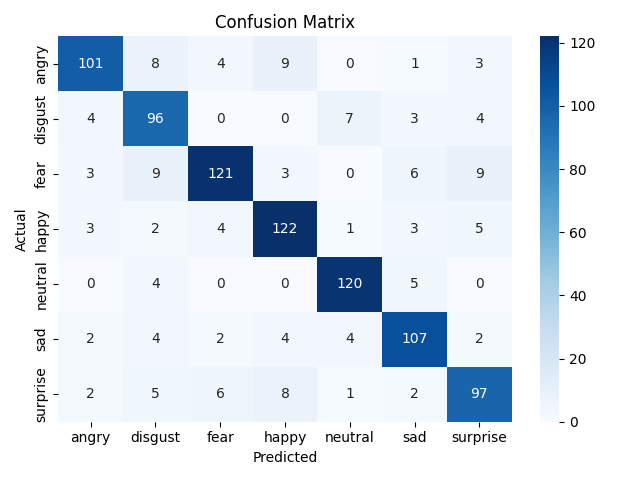 Confusion Matrix
Actual
angry 101 8 4 9 0 1 3
disgust 4 96 0 0 7 3 4
fear 3 9 121 3 0 6 9
happy 3 2 4 122 1 3 5
neutral 0 4 0 0 120 5 0
sad 2 4 2 4 4 107 2
surprise 2 5 6 8 1 2 97
angry disgust fear happy neutral sad surprise
Predicted
120
100
80
60
40
20
0